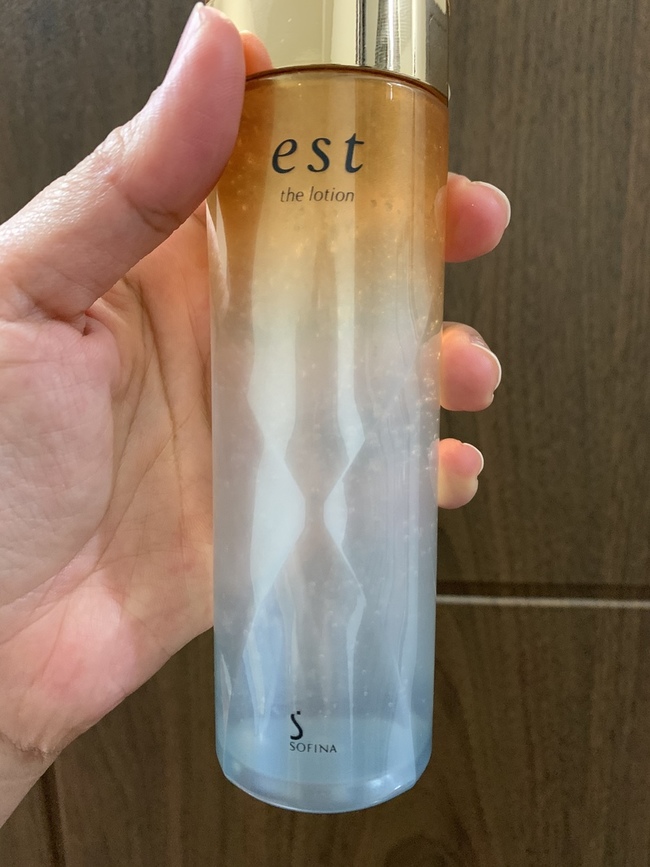 est
the lotion
SOFINA